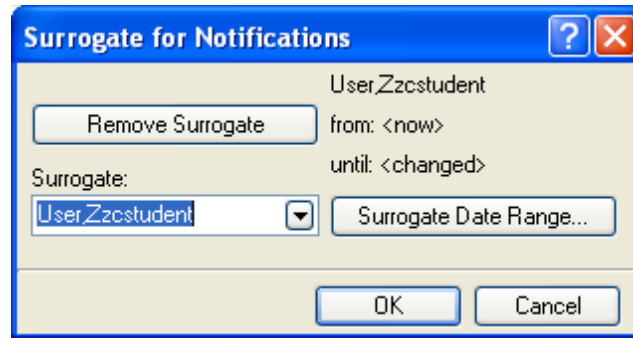 Surrogate for Notifications
User,Zzcstudent
Remove Surrogate
from: <now>
until: <changed>
Surrogate:
User,Zzcstudent
Surrogate Date Range...
OK
Cancel